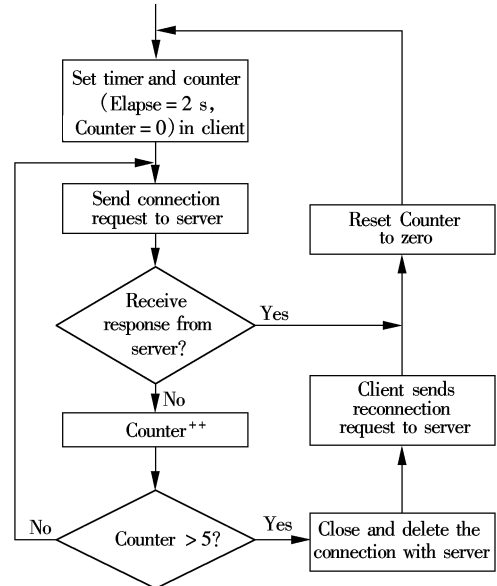 Set timer and counter
(Elapse = 2 s,
Counter = 0) in client
Send connection
request to server
Receive
response from
server?
Yes
No
Counter++
Counter > 5?
No
Yes
Close and delete the
connection with server
Client sends
reconnection
request to server
Reset Counter
to zero